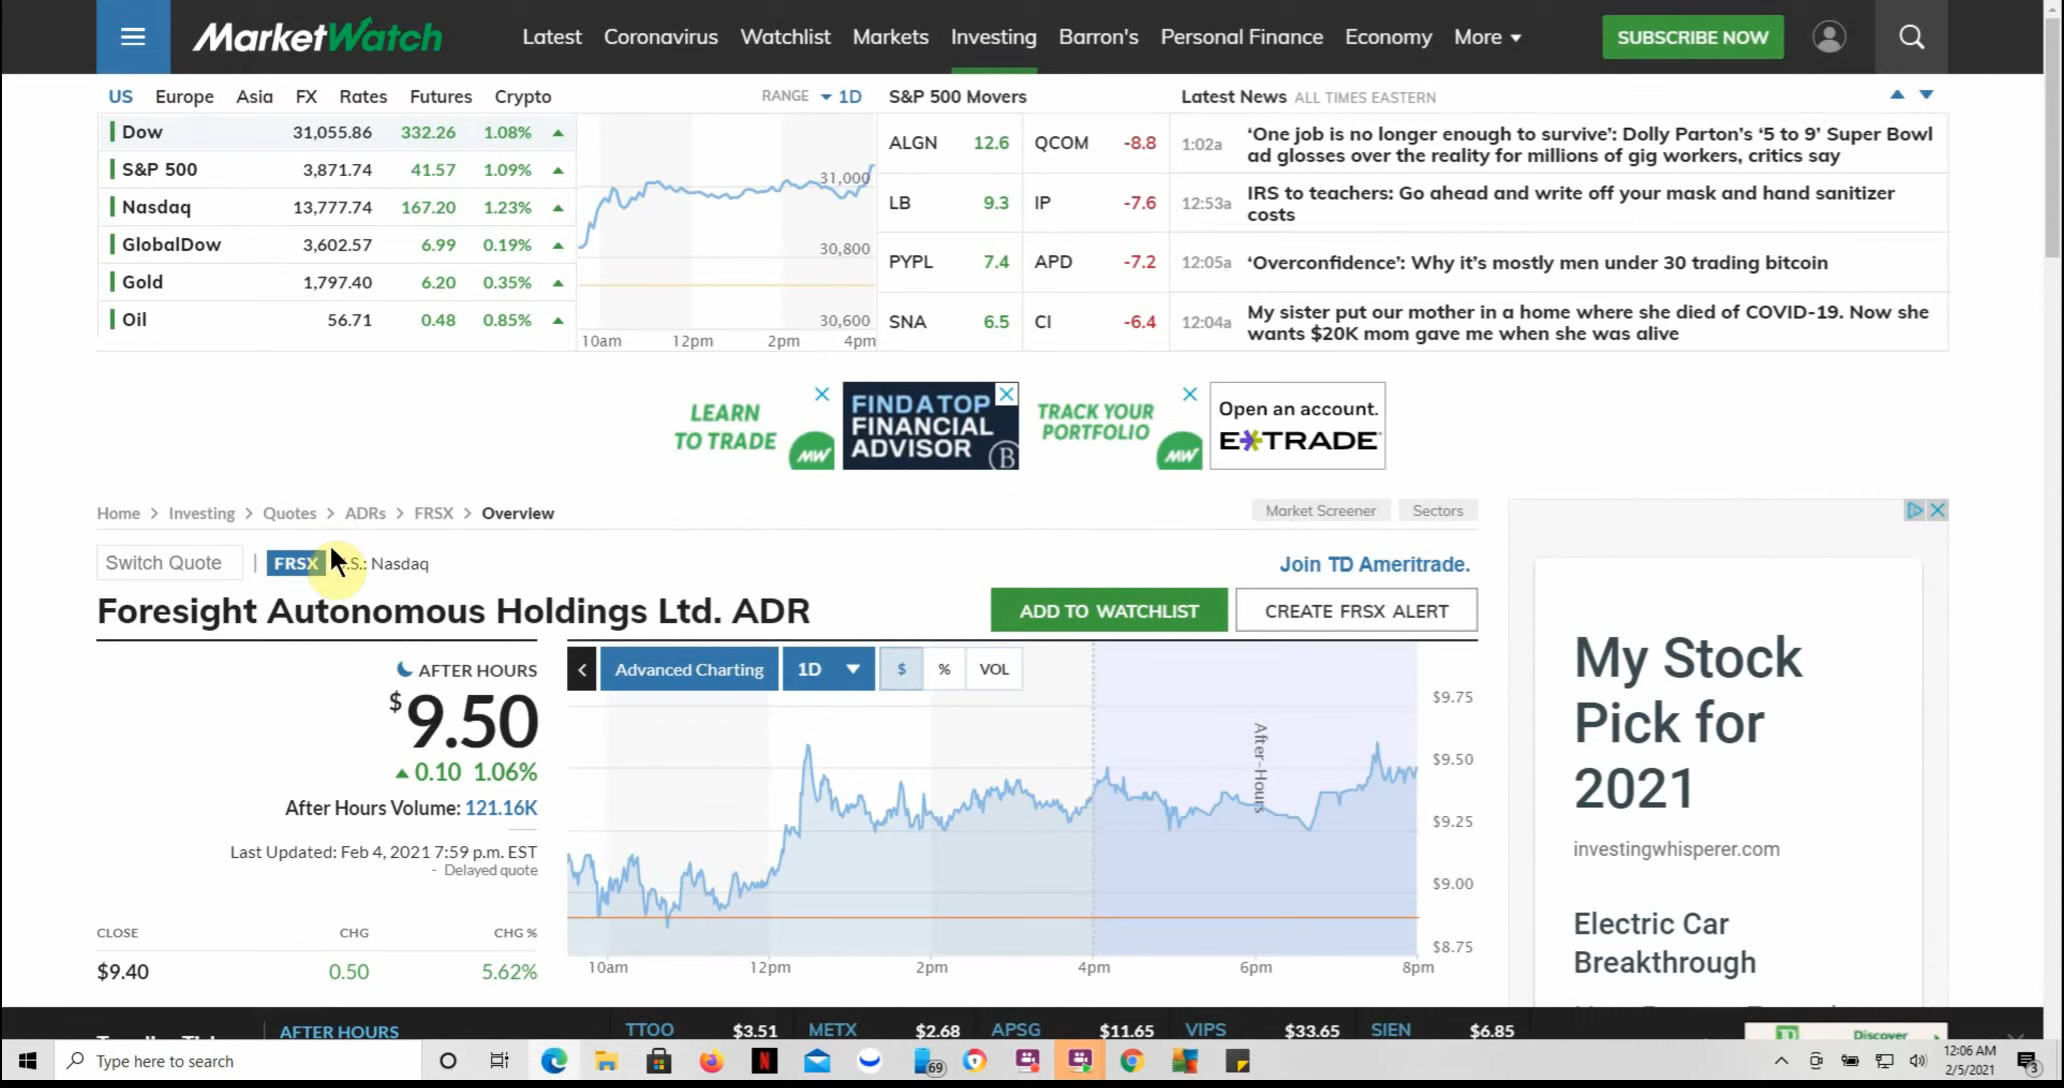 MarketWatch Latest Coronavirus Watchlist Markets Investing Barron's Personal Finance Economy More SUBSCRIBE NOW
US Europe Asia FX Rates Futures Crypto
Dow 31,055.86 332.26 1.08%
S&P 500 3,871.74 41.57 1.09%
Nasdaq 13,777.74 167.20 1.23%
GlobalDow 3,602.57 6.99 0.19%
Gold 1,797.40 6.20 0.35%
Oil 56.71 0.48 0.85%
RANGE 1D
31,000
30,800
30,600
10am 12pm 2pm 4pm
S&P 500 Movers
ALGN 12.6 QCOM -8.8
LB 9.3 IP -7.6
PYPL 7.4 APD -7.2
SNA 6.5 CI -6.4
Latest News ALL TIMES EASTERN
1:02a ‘One job is no longer enough to survive’: Dolly Parton’s ‘5 to 9’ Super Bowl
ad glosses over the reality for millions of gig workers, critics say
12:53a IRS to teachers: Go ahead and write off your mask and hand sanitizer
costs
12:05a ‘Overconfidence’: Why it’s mostly men under 30 trading bitcoin
12:04a My sister put our mother in a home where she died of COVID-19. Now she
wants $20K mom gave me when she was alive
LEARN
TO TRADE
MW
FIND A TOP
FINANCIAL
ADVISOR
B
TRACK YOUR
PORTFOLIO
MW
Open an account.
E*TRADE
Home > Investing > Quotes > ADRs > FRSX > Overview
Market Screener Sectors
Switch Quote | FRSX .S.: Nasdaq
Join TD Ameritrade.
Foresight Autonomous Holdings Ltd. ADR
ADD TO WATCHLIST CREATE FRSX ALERT
AFTER HOURS
$9.50
0.10 1.06%
After Hours Volume: 121.16K
Last Updated: Feb 4, 2021 7:59 p.m. EST
- Delayed quote
CLOSE CHG CHG %
$9.40 0.50 5.62%
Advanced Charting 1D $ % VOL
After-Hours
$9.75
$9.50
$9.25
$9.00
$8.75
10am 12pm 2pm 4pm 6pm 8pm
My Stock
Pick for
2021
investingwhisperer.com
Electric Car
Breakthrough
AFTER HOURS TTOO $3.51 METX $2.68 APSG $11.65 VIPS $33.65 SIEN $6.85
Discover
Type here to search
69
12:06 AM
2/5/2021
3